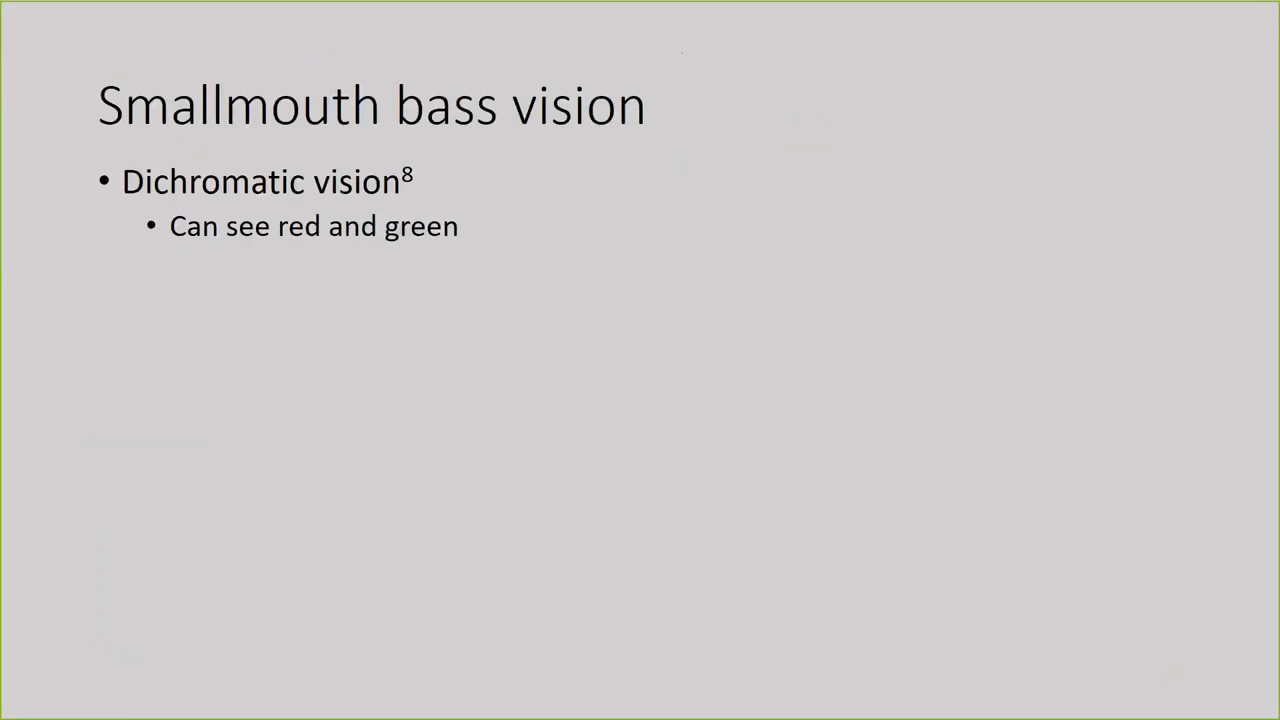 Smallmouth bass vision
• Dichromatic vision⁸
• Can see red and green